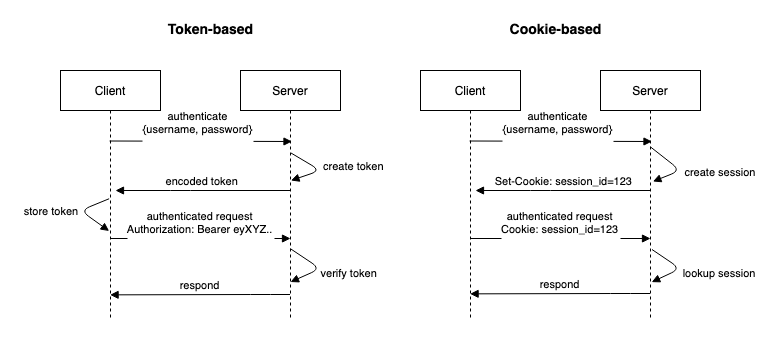 Token-based
Client
Server
authenticate
{username, password}
create token
encoded token
store token
authenticated request
Authorization: Bearer eyXYZ..
verify token
respond
Cookie-based
Client
Server
authenticate
{username, password}
create session
Set-Cookie: session_id=123
authenticated request
Cookie: session_id=123
lookup session
respond